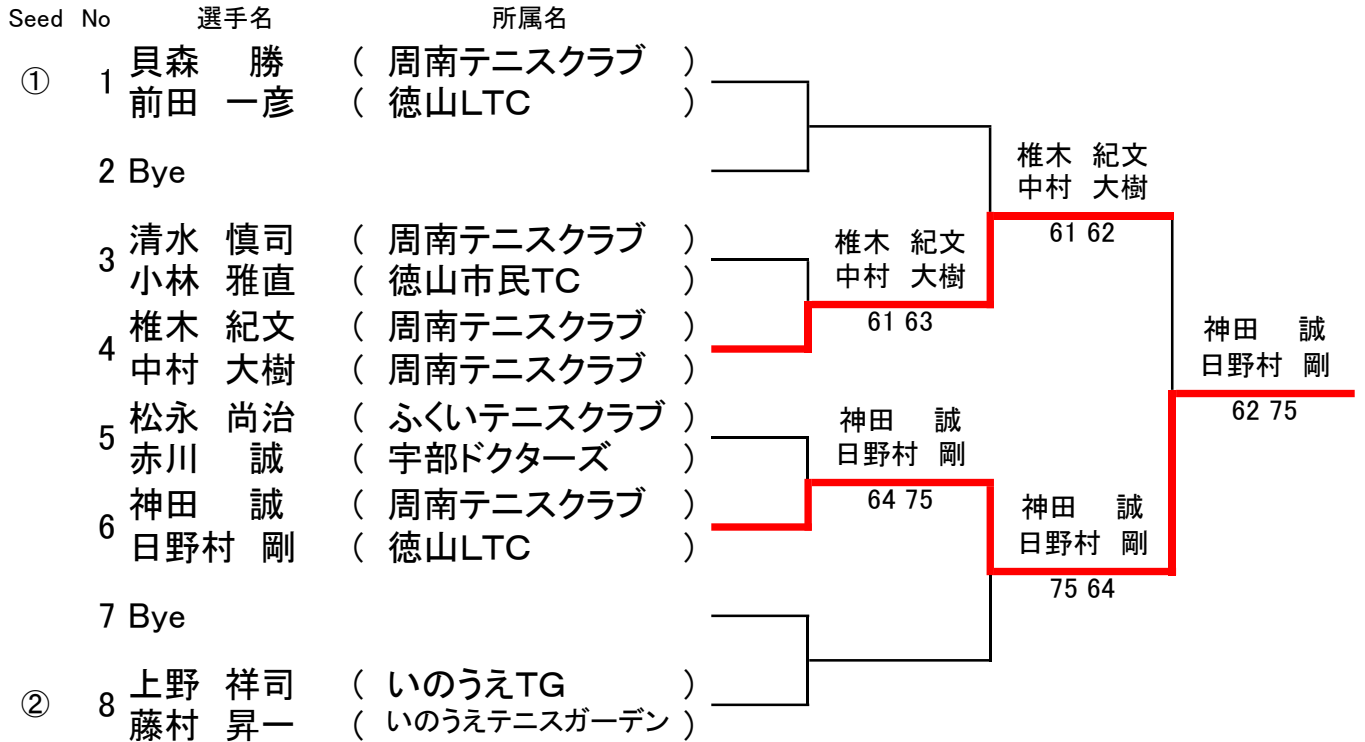 Seed No 選手名 所属名
① 1 貝森 勝 ( 周南テニスクラブ )
前田 一彦 ( 徳山LTC )
2 Bye
3 清水 慎司 ( 周南テニスクラブ )
小林 雅直 ( 徳山市民TC )
4 椎木 紀文 ( 周南テニスクラブ )
中村 大樹 ( 周南テニスクラブ )
5 松永 尚治 ( ふくいテニスクラブ )
赤川 誠 ( 宇部ドクターズ )
6 神田 誠 ( 周南テニスクラブ )
日野村 剛 ( 徳山LTC )
7 Bye
② 8 上野 祥司 ( いのうえTG )
藤村 昇一 ( いのうえテニスガーデン )
椎木 紀文
中村 大樹
61 63
神田 誠
日野村 剛
64 75
椎木 紀文
中村 大樹
61 62
神田 誠
日野村 剛
75 64
神田 誠
日野村 剛
62 75